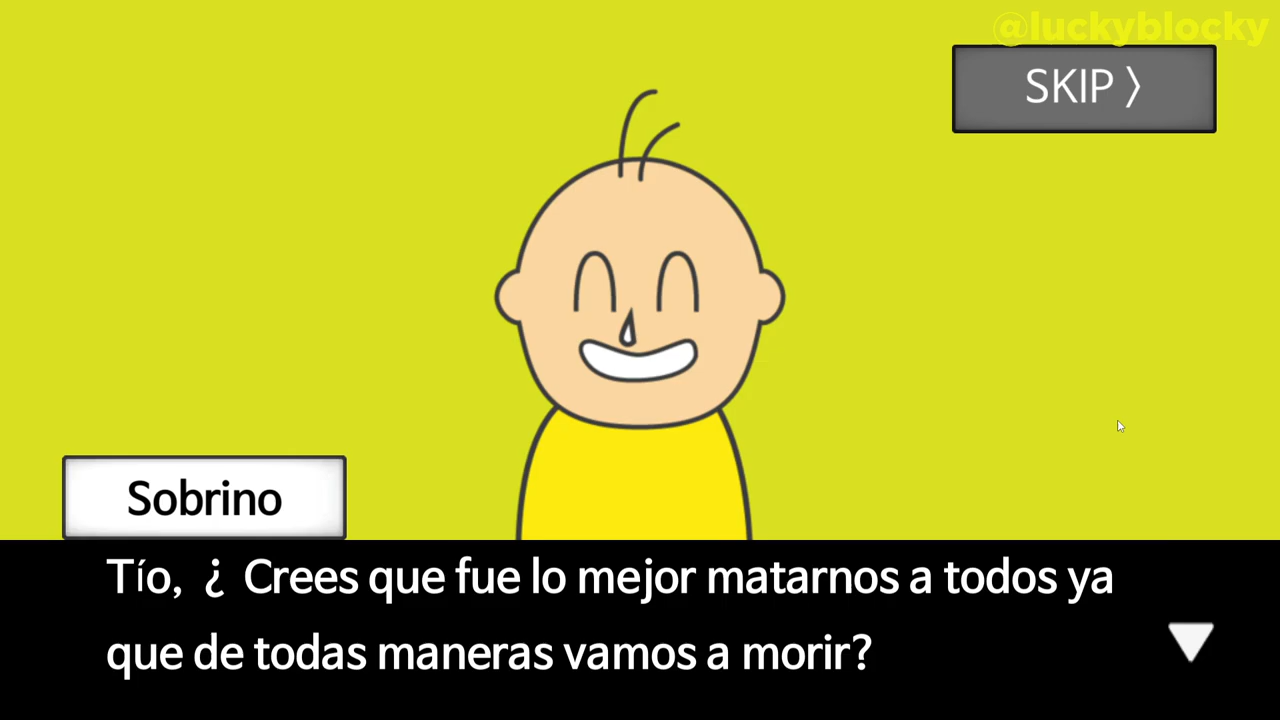 @luckyblocky
SKIP 〉
Sobrino
Tío, ¿ Crees que fue lo mejor matarnos a todos ya
que de todas maneras vamos a morir?